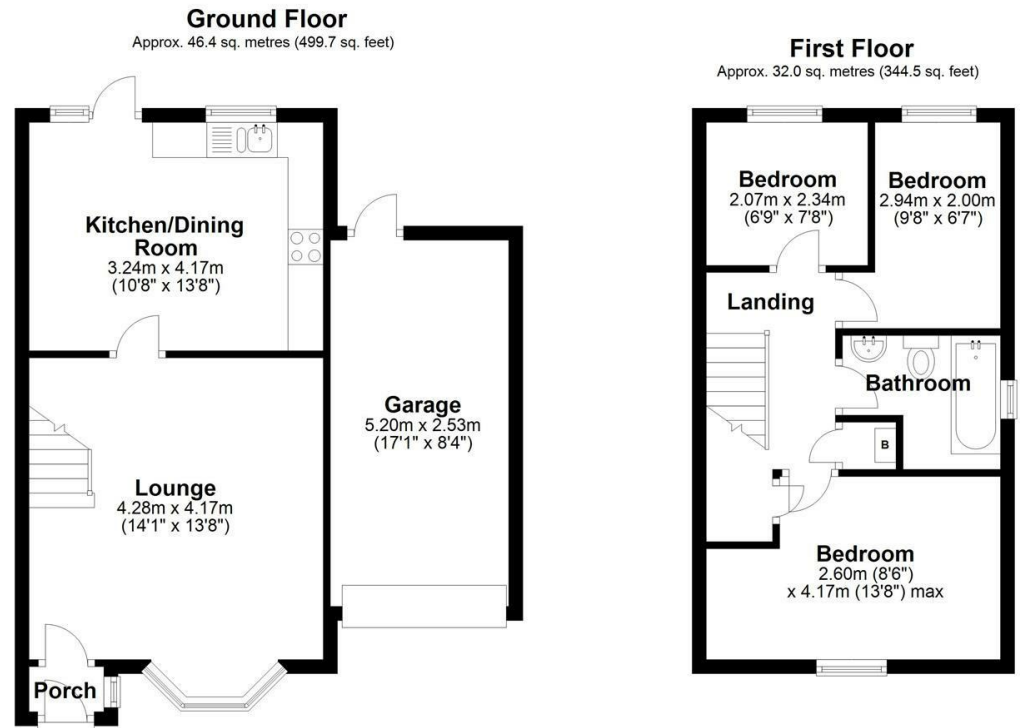 Ground Floor
Approx. 46.4 sq. metres (499.7 sq. feet)
Kitchen/Dining
Room
3.24m x 4.17m
(10'8" x 13'8")
Garage
5.20m x 2.53m
(17'1" x 8'4")
Lounge
4.28m x 4.17m
(14'1" x 13'8")
Porch
First Floor
Approx. 32.0 sq. metres (344.5 sq. feet)
Bedroom
2.07m x 2.34m
(6'9" x 7'8")
Bedroom
2.94m x 2.00m
(9'8" x 6'7")
Landing
Bathroom
B
Bedroom
2.60m (8'6")
x 4.17m (13'8") max